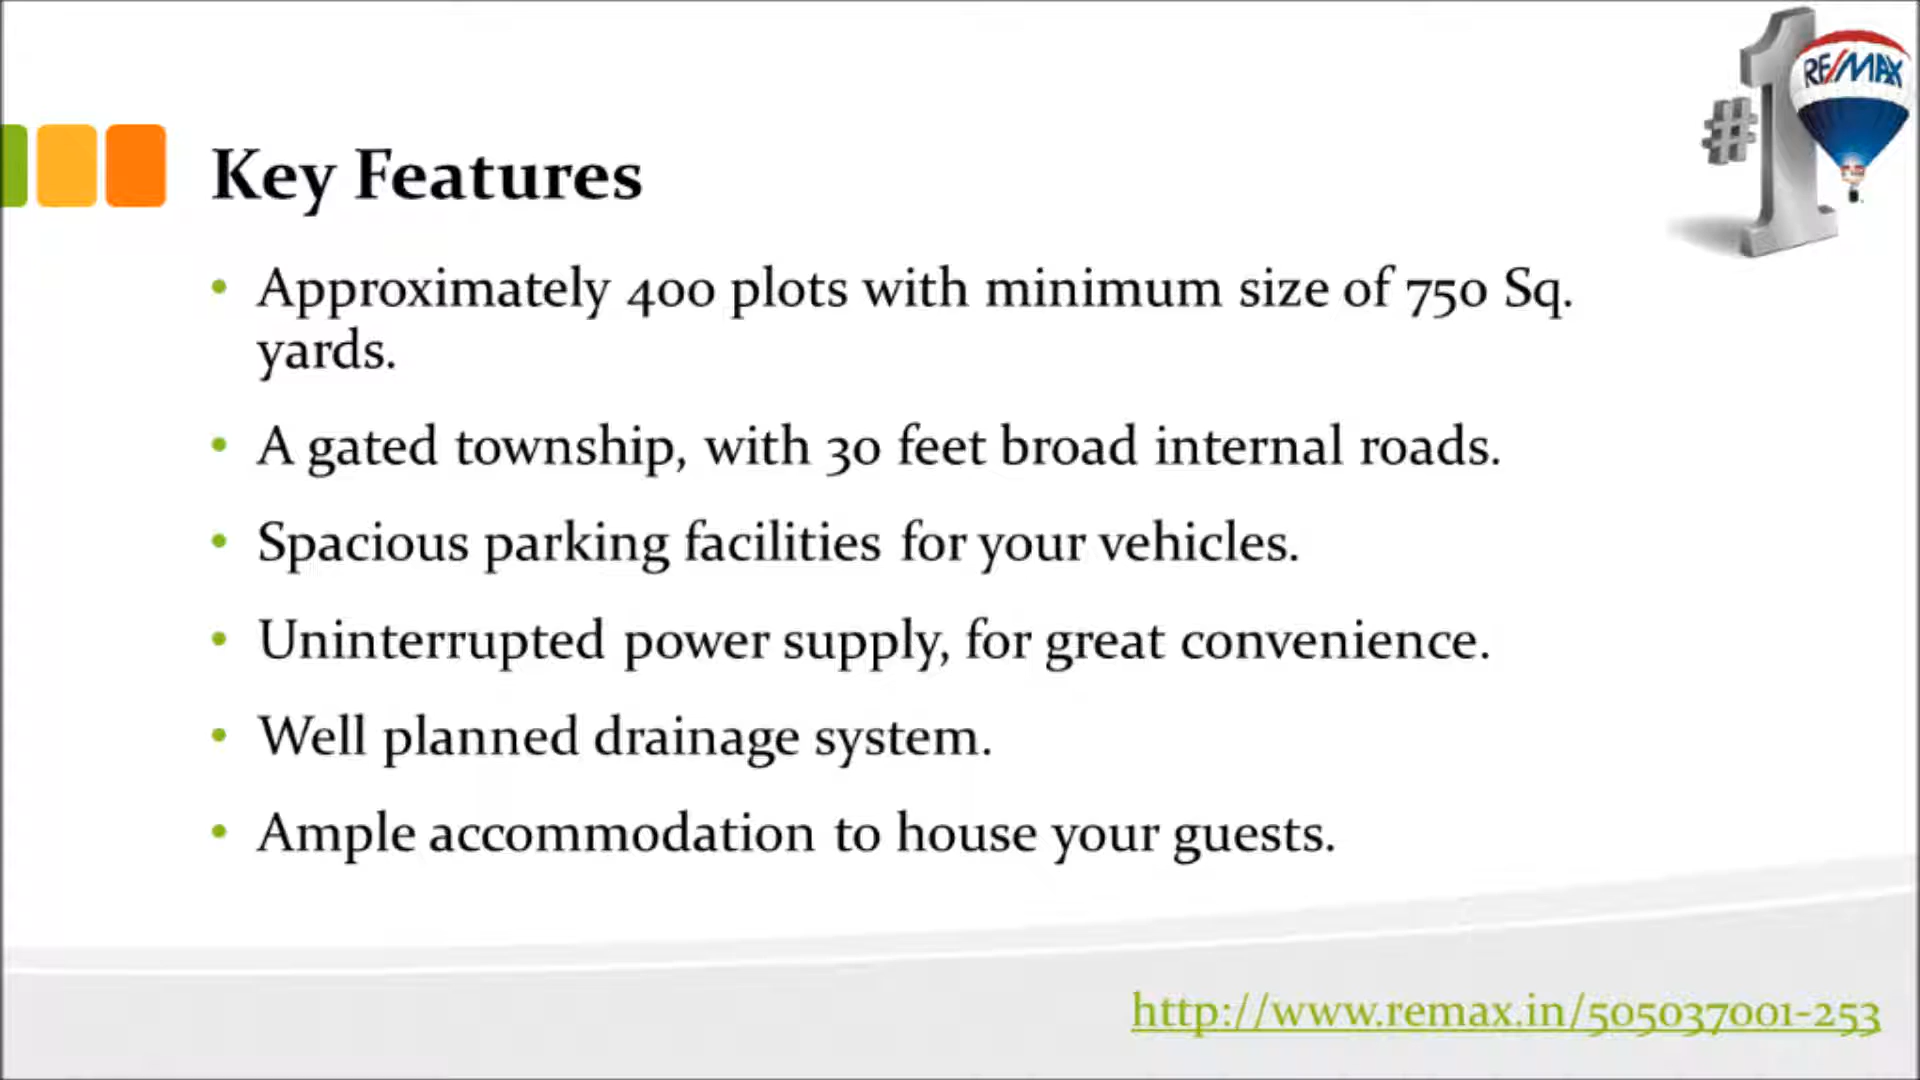 #1
RE/MAX
Key Features
• Approximately 400 plots with minimum size of 750 Sq.
yards.
• A gated township, with 30 feet broad internal roads.
• Spacious parking facilities for your vehicles.
• Uninterrupted power supply, for great convenience.
• Well planned drainage system.
• Ample accommodation to house your guests.
http://www.remax.in/505037001-253